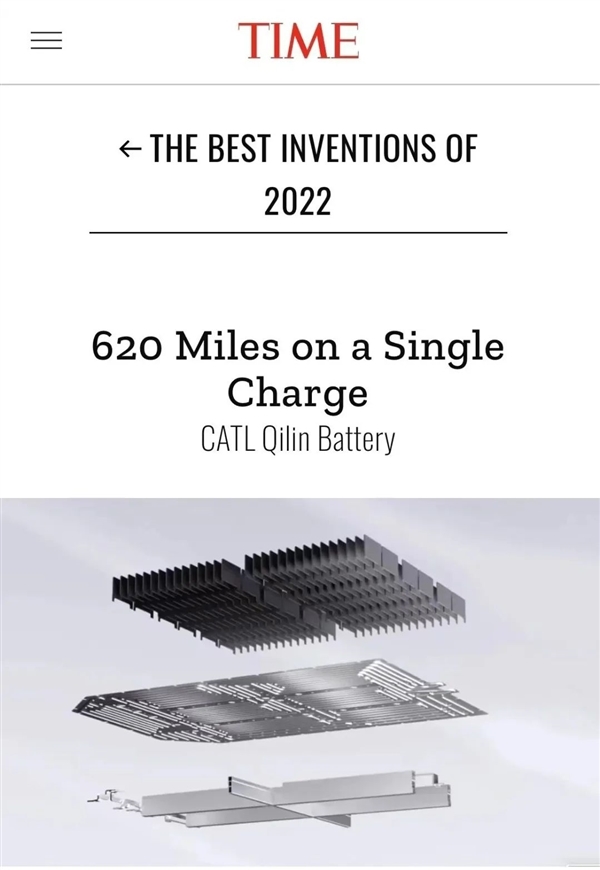 TIME
← THE BEST INVENTIONS OF
2022
620 Miles on a Single
Charge
CATL Qilin Battery